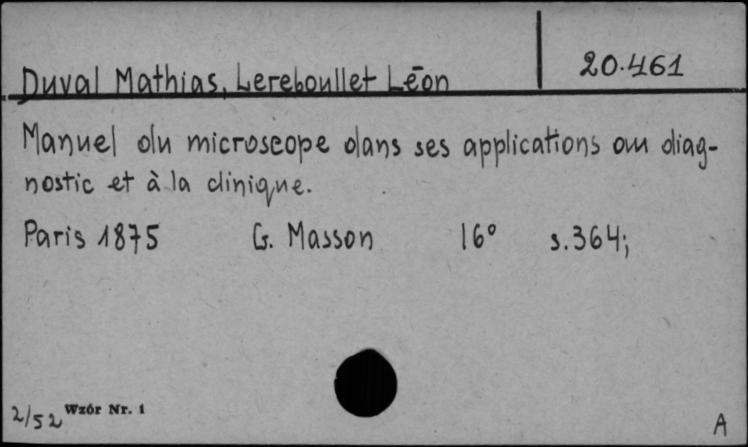 Duval Mathias, Lereboullet Léon
20.461
Manuel du microscope dans ses applications au diag-
nostic et à la clinique.
Paris 1875 G. Masson 16° s.364;
2/52 Wzór Nr. 1
A